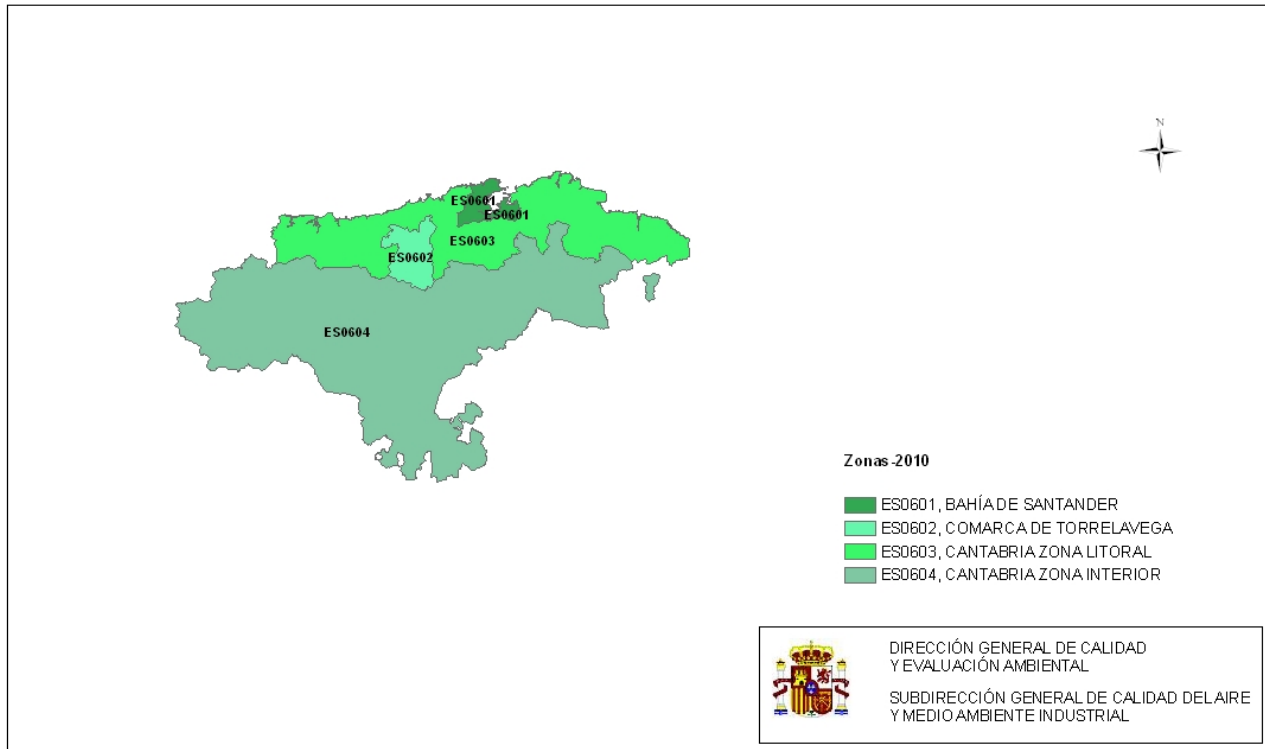 N
ES0601
ES0601
ES0603
ES0602
ES0604
Zonas-2010
ES0601, BAHÍA DE SANTANDER
ES0602, COMARCA DE TORRELAVEGA
ES0603, CANTABRIA ZONA LITORAL
ES0604, CANTABRIA ZONA INTERIOR
DIRECCIÓN GENERAL DE CALIDAD
Y EVALUACIÓN AMBIENTAL
SUBDIRECCIÓN GENERAL DE CALIDAD DEL AIRE
Y MEDIO AMBIENTE INDUSTRIAL